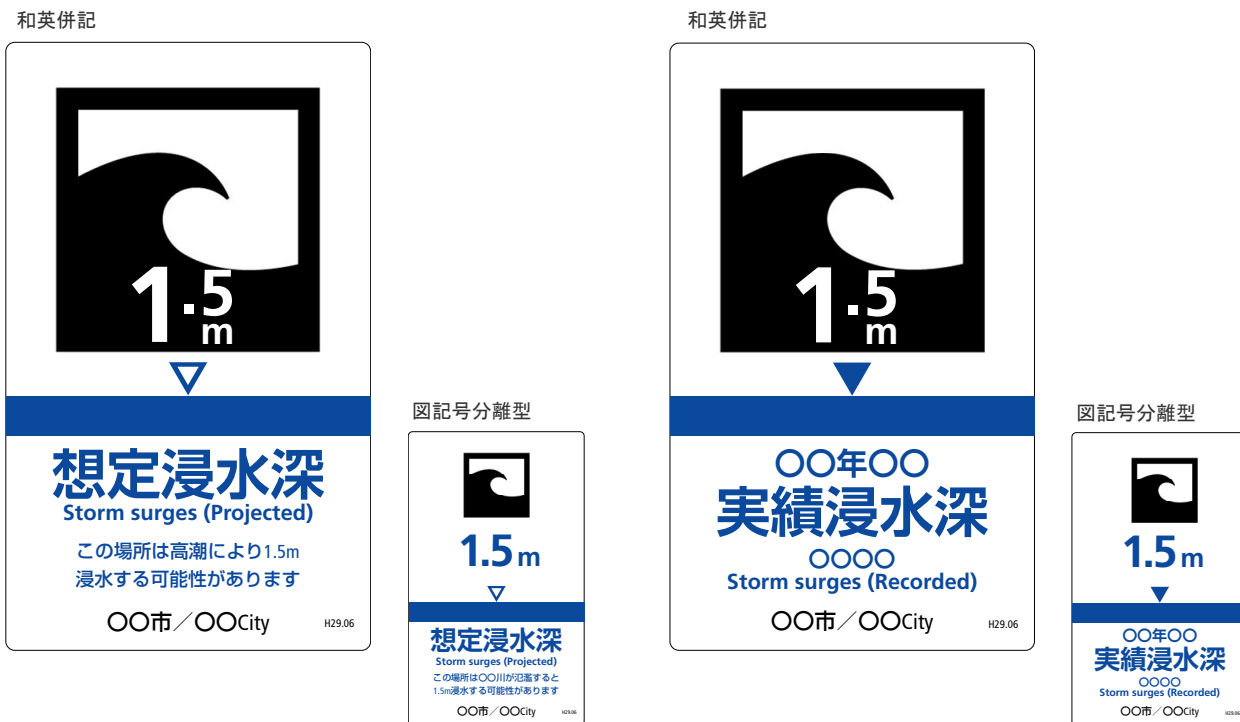 和英併記
1.5m
想定浸水深
Storm surges (Projected)
この場所は高潮により1.5m
浸水する可能性があります
〇〇市／〇〇City
H29.06
図記号分離型
1.5m
想定浸水深
Storm surges (Projected)
この場所は〇〇川が氾濫すると
1.5m浸水する可能性があります
〇〇市／〇〇City
H29.06
和英併記
1.5m
〇〇年〇〇
実績浸水深
〇〇〇〇
Storm surges (Recorded)
〇〇市／〇〇City
H29.06
図記号分離型
1.5m
〇〇年〇〇
実績浸水深
〇〇〇〇
Storm surges (Recorded)
〇〇市／〇〇City
H29.06